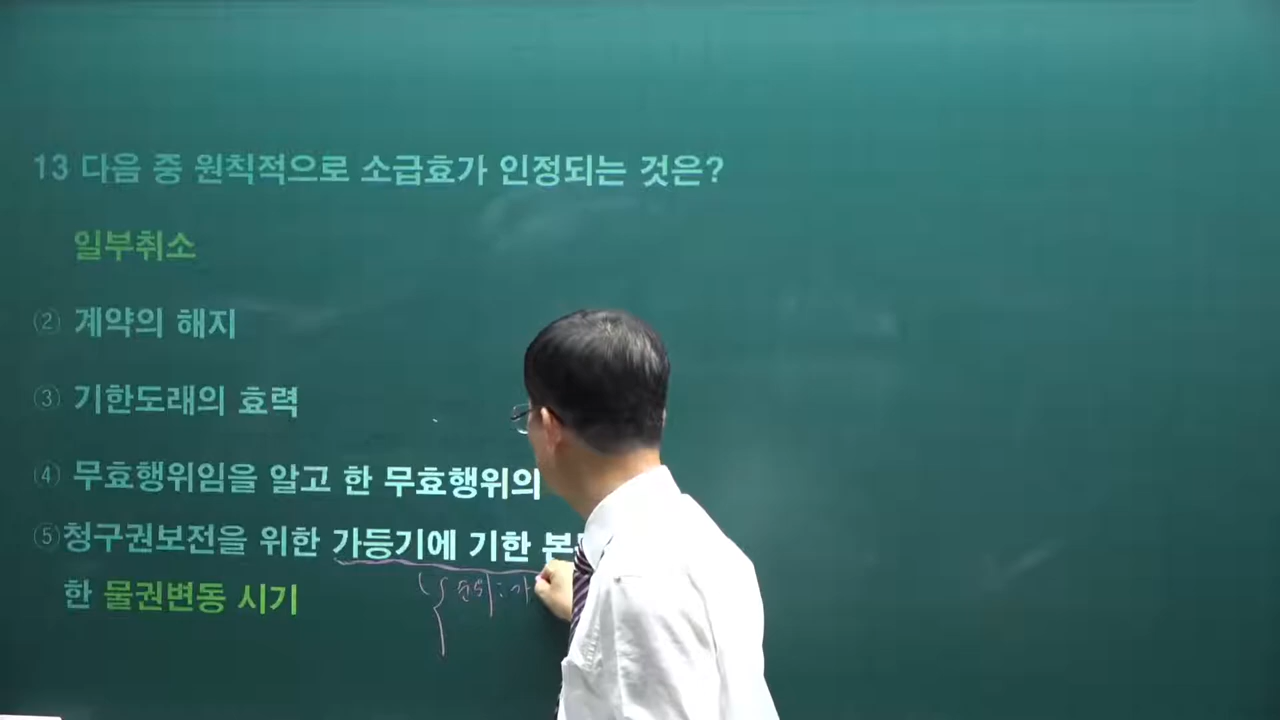 13 다음 중 원칙적으로 소급효가 인정되는 것은?
일부취소
② 계약의 해지
③ 기한도래의 효력
④ 무효행위임을 알고 한 무효행위의
⑤청구권보전을 위한 가등기에 기한 본
한 물권변동 시기
순위: 가